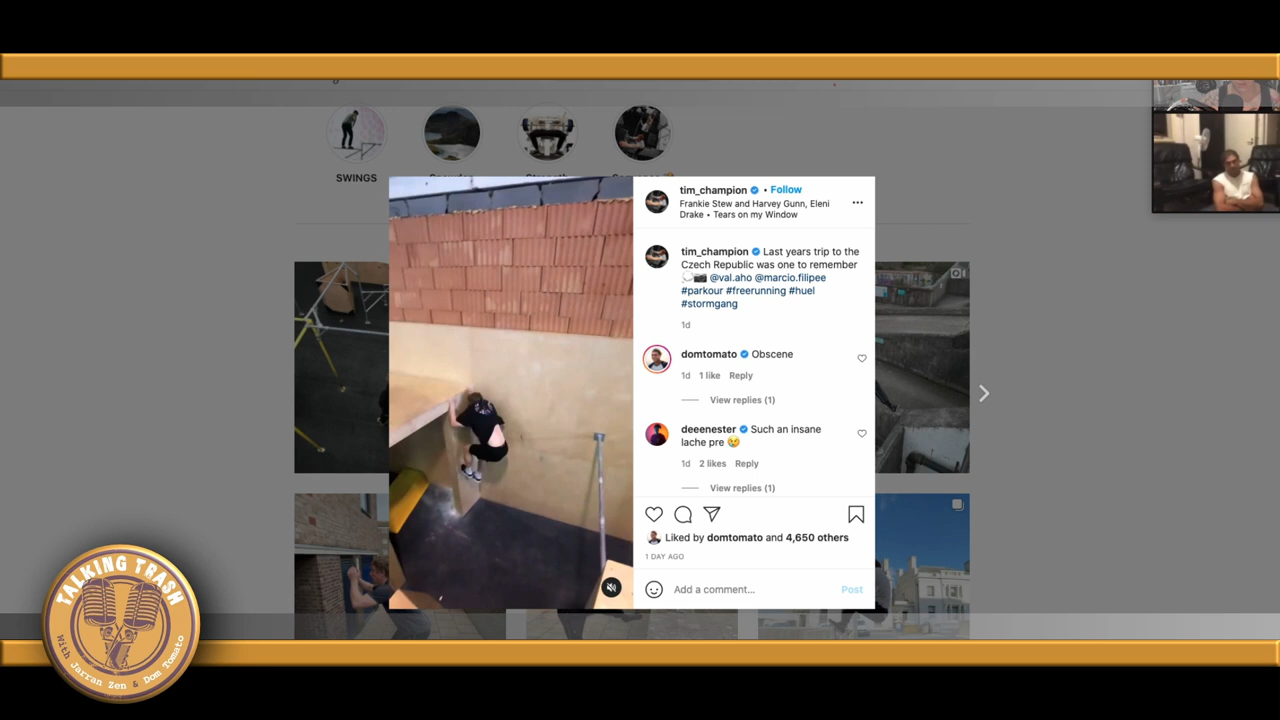 SWINGS
tim_champion • Follow
Frankie Stew and Harvey Gunn, Eleni
Drake • Tears on my Window
tim_champion Last years trip to the
Czech Republic was one to remember
@val.aho @marcio.filipee
#parkour #freerunning #huel
#stormgang
1d
domtomato Obscene
1d 1 like Reply
View replies (1)
deeenester Such an insane
lache pre 😢
1d 2 likes Reply
View replies (1)
Liked by domtomato and 4,650 others
1 DAY AGO
Add a comment... Post
TALKING TRASH
With Jarran Zen & Dom Tomato